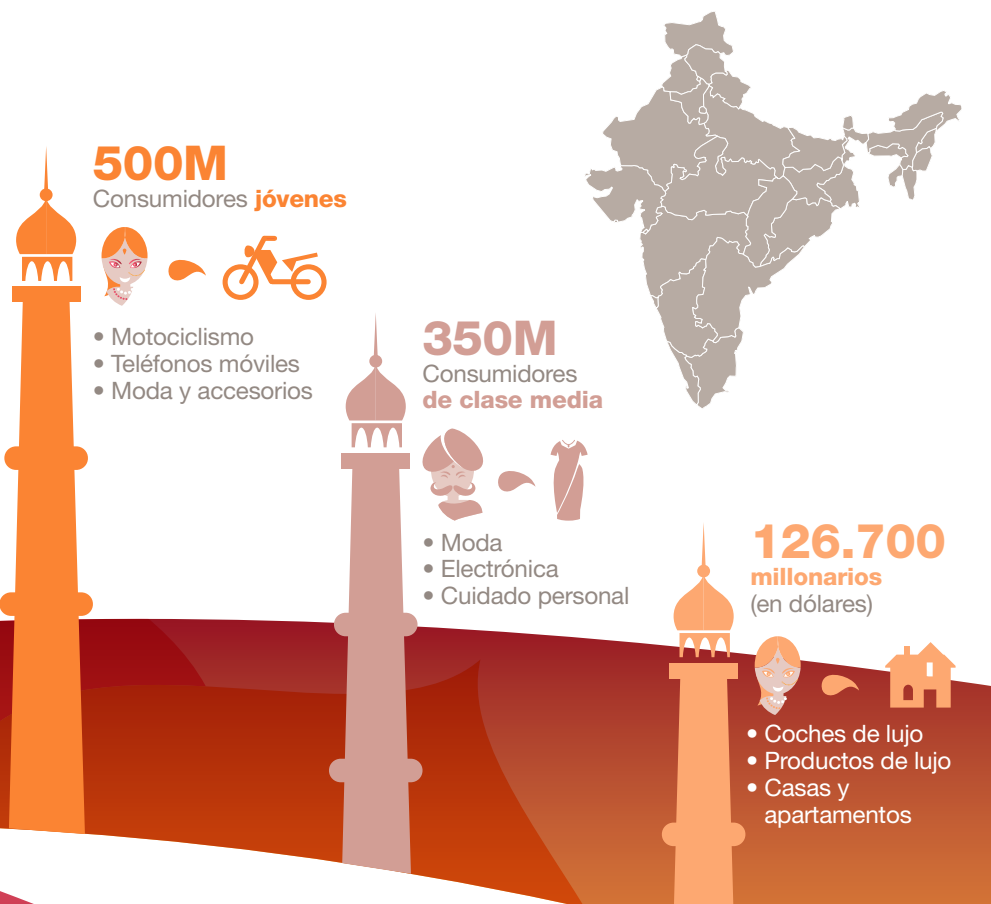 500M
Consumidores jóvenes
• Motociclismo
• Teléfonos móviles
• Moda y accesorios
350M
Consumidores
de clase media
• Moda
• Electrónica
• Cuidado personal
126.700
millonarios
(en dólares)
• Coches de lujo
• Productos de lujo
• Casas y
apartamentos